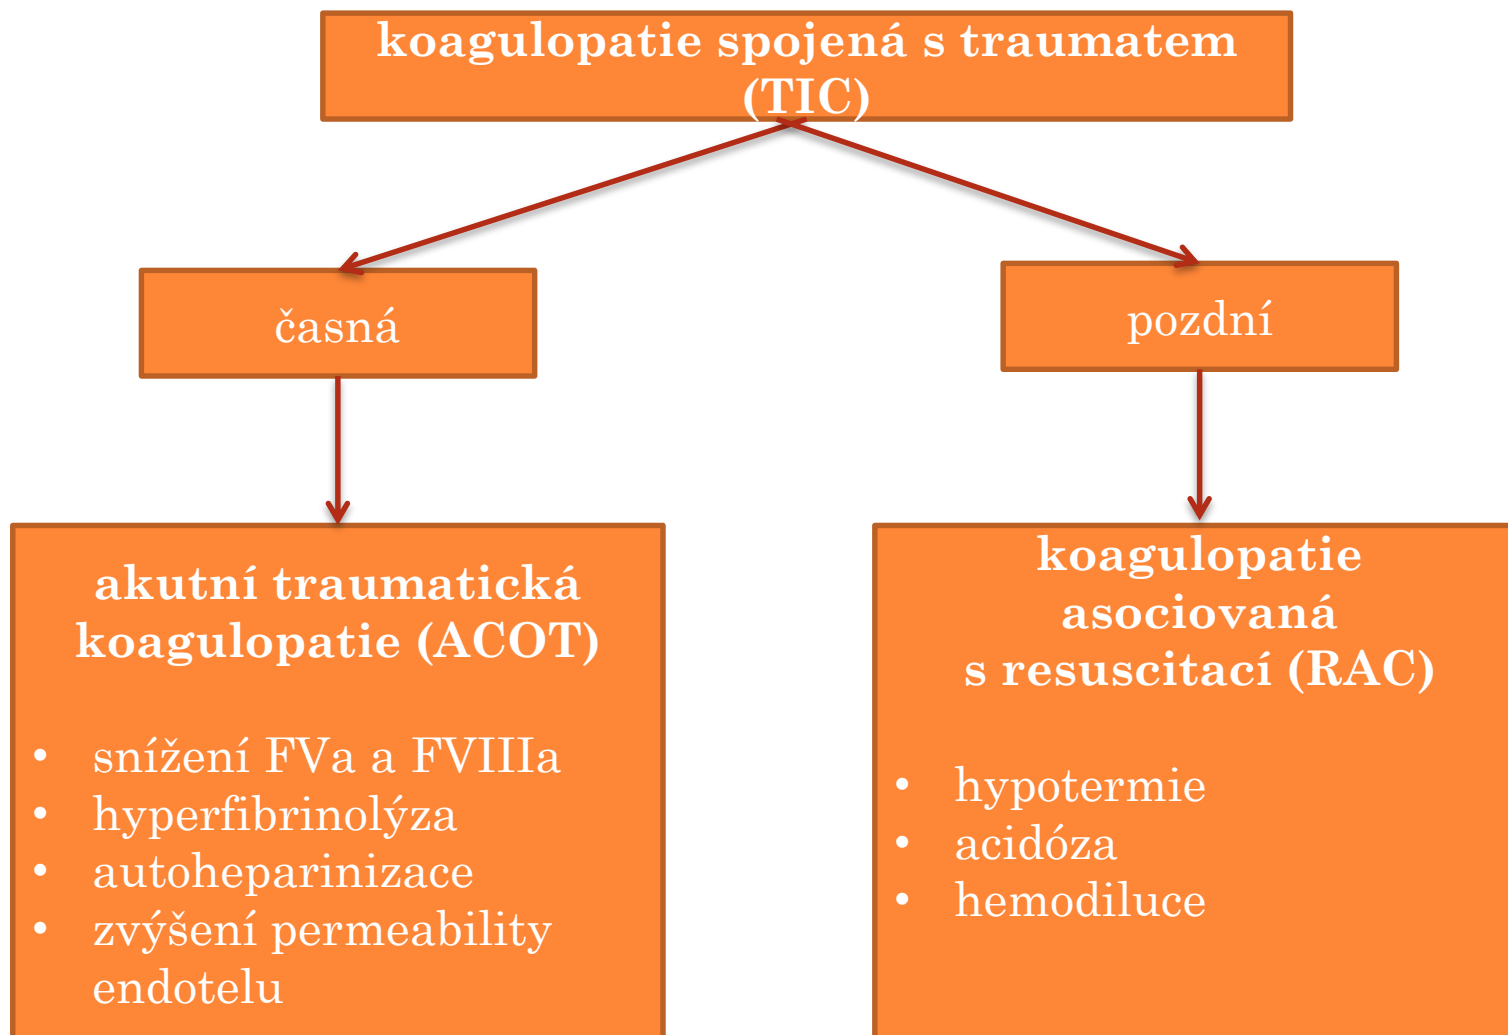 koagulopatie spojená s traumatem
(TIC)
časná
pozdní
akutní traumatická
koagulopatie (ACOT)
• snížení FVa a FVIIIa
• hyperfibrinolýza
• autoheparinizace
• zvýšení permeability
endotelu
koagulopatie
asociovaná
s resuscitací (RAC)
• hypotermie
• acidóza
• hemodiluce